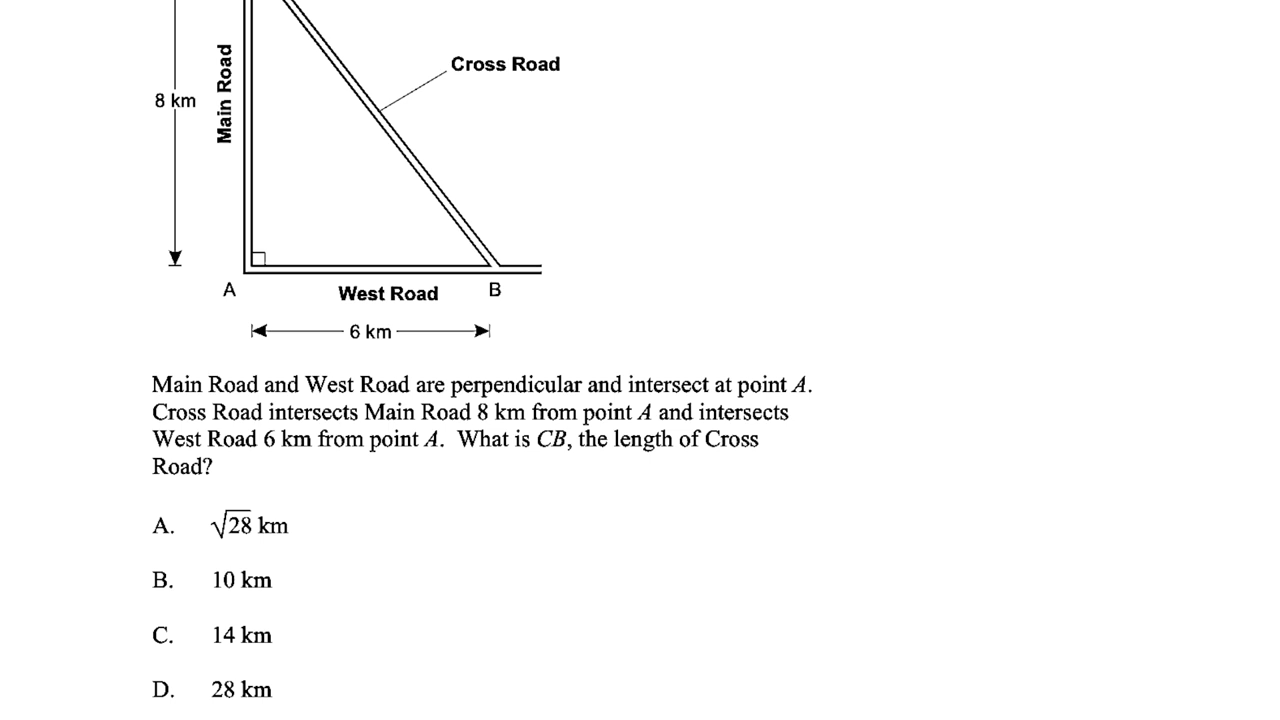 Cross Road
Main Road
8 km
A
West Road
B
6 km
Main Road and West Road are perpendicular and intersect at point A.
Cross Road intersects Main Road 8 km from point A and intersects
West Road 6 km from point A. What is CB, the length of Cross
Road?
A. √28 km
B. 10 km
C. 14 km
D. 28 km